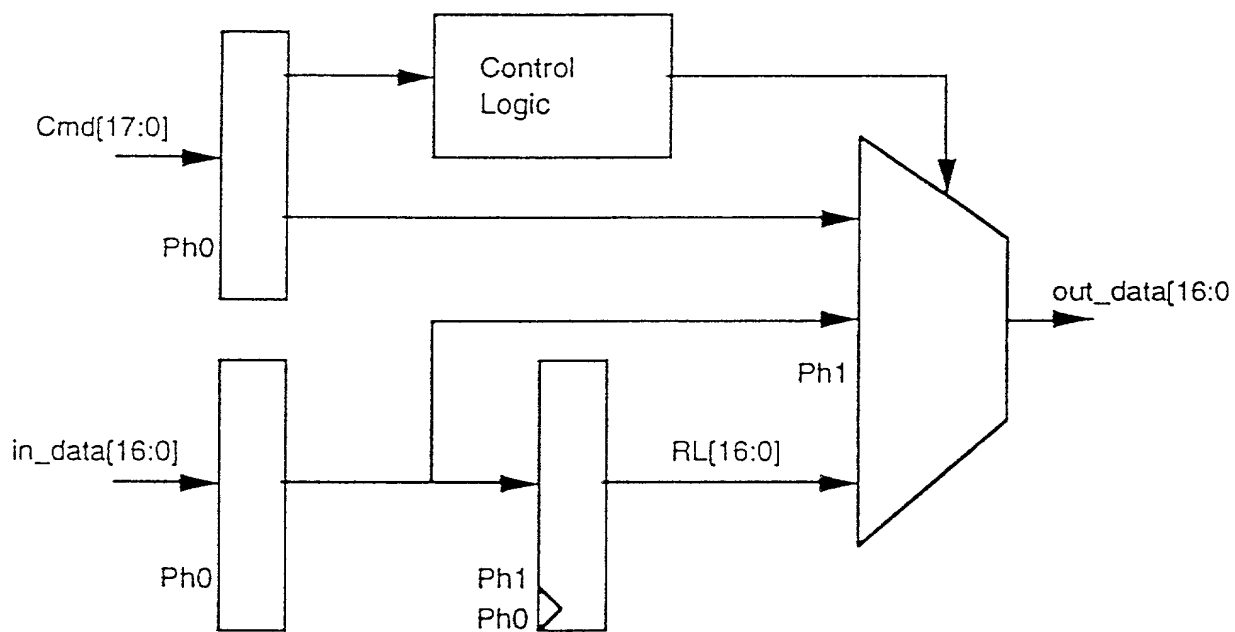 Control
Logic
Cmd[17:0]
Ph0
out_data[16:0
Ph1
in_data[16:0]
RL[16:0]
Ph0
Ph1
Ph0